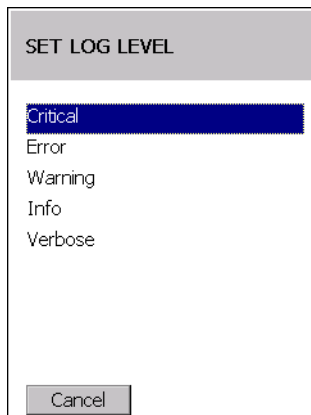 SET LOG LEVEL
Critical
Error
Warning
Info
Verbose
Cancel